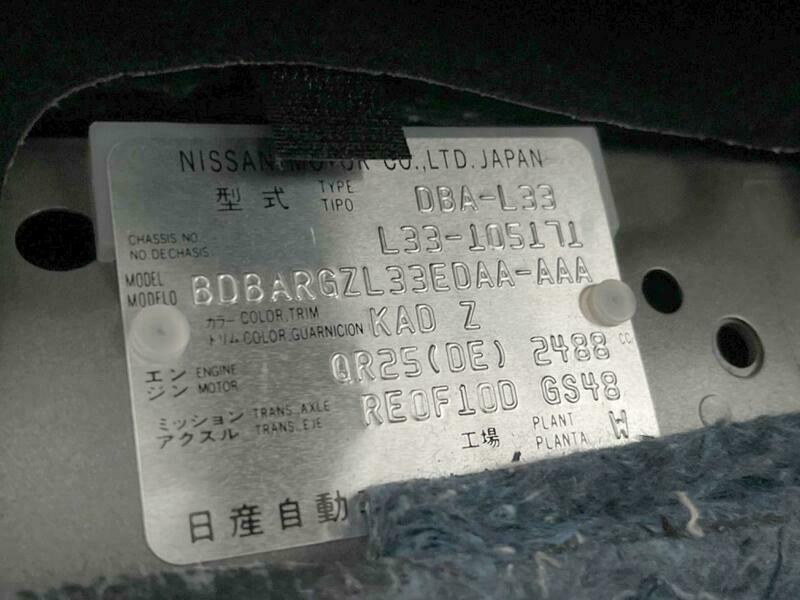 NISSAN MOTOR CO.,LTD. JAPAN
型式 TYPE TIPO DBA-L33
CHASSIS NO. NO DE CHASIS L33-105171
MODEL MODELO BDBARGZL33EDAA-AAA
カラー トリム COLOR,TRIM COLOR,GUARNICION KAD Z
エンジン ENGINE MOTOR QR25(DE) 2488 CC
ミッション アクスル TRANS.,AXLE TRANS.,EJE RE0F10D GS48
工場 PLANT PLANTA W
日産自動